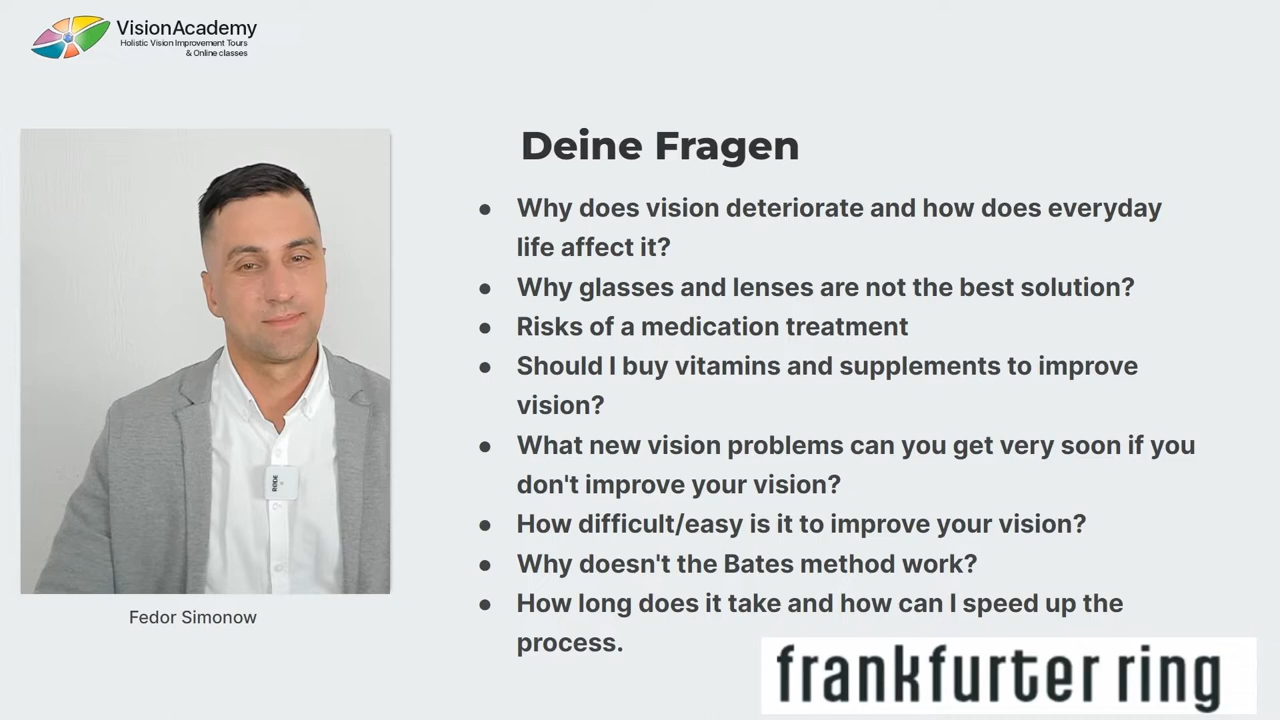 VisionAcademy
Holistic Vision Improvement Tours
& Online classes
Deine Fragen
● Why does vision deteriorate and how does everyday
life affect it?
● Why glasses and lenses are not the best solution?
● Risks of a medication treatment
● Should I buy vitamins and supplements to improve
vision?
● What new vision problems can you get very soon if you
don't improve your vision?
● How difficult/easy is it to improve your vision?
● Why doesn't the Bates method work?
● How long does it take and how can I speed up the
process.
RODE
Fedor Simonow
frankfurter ring